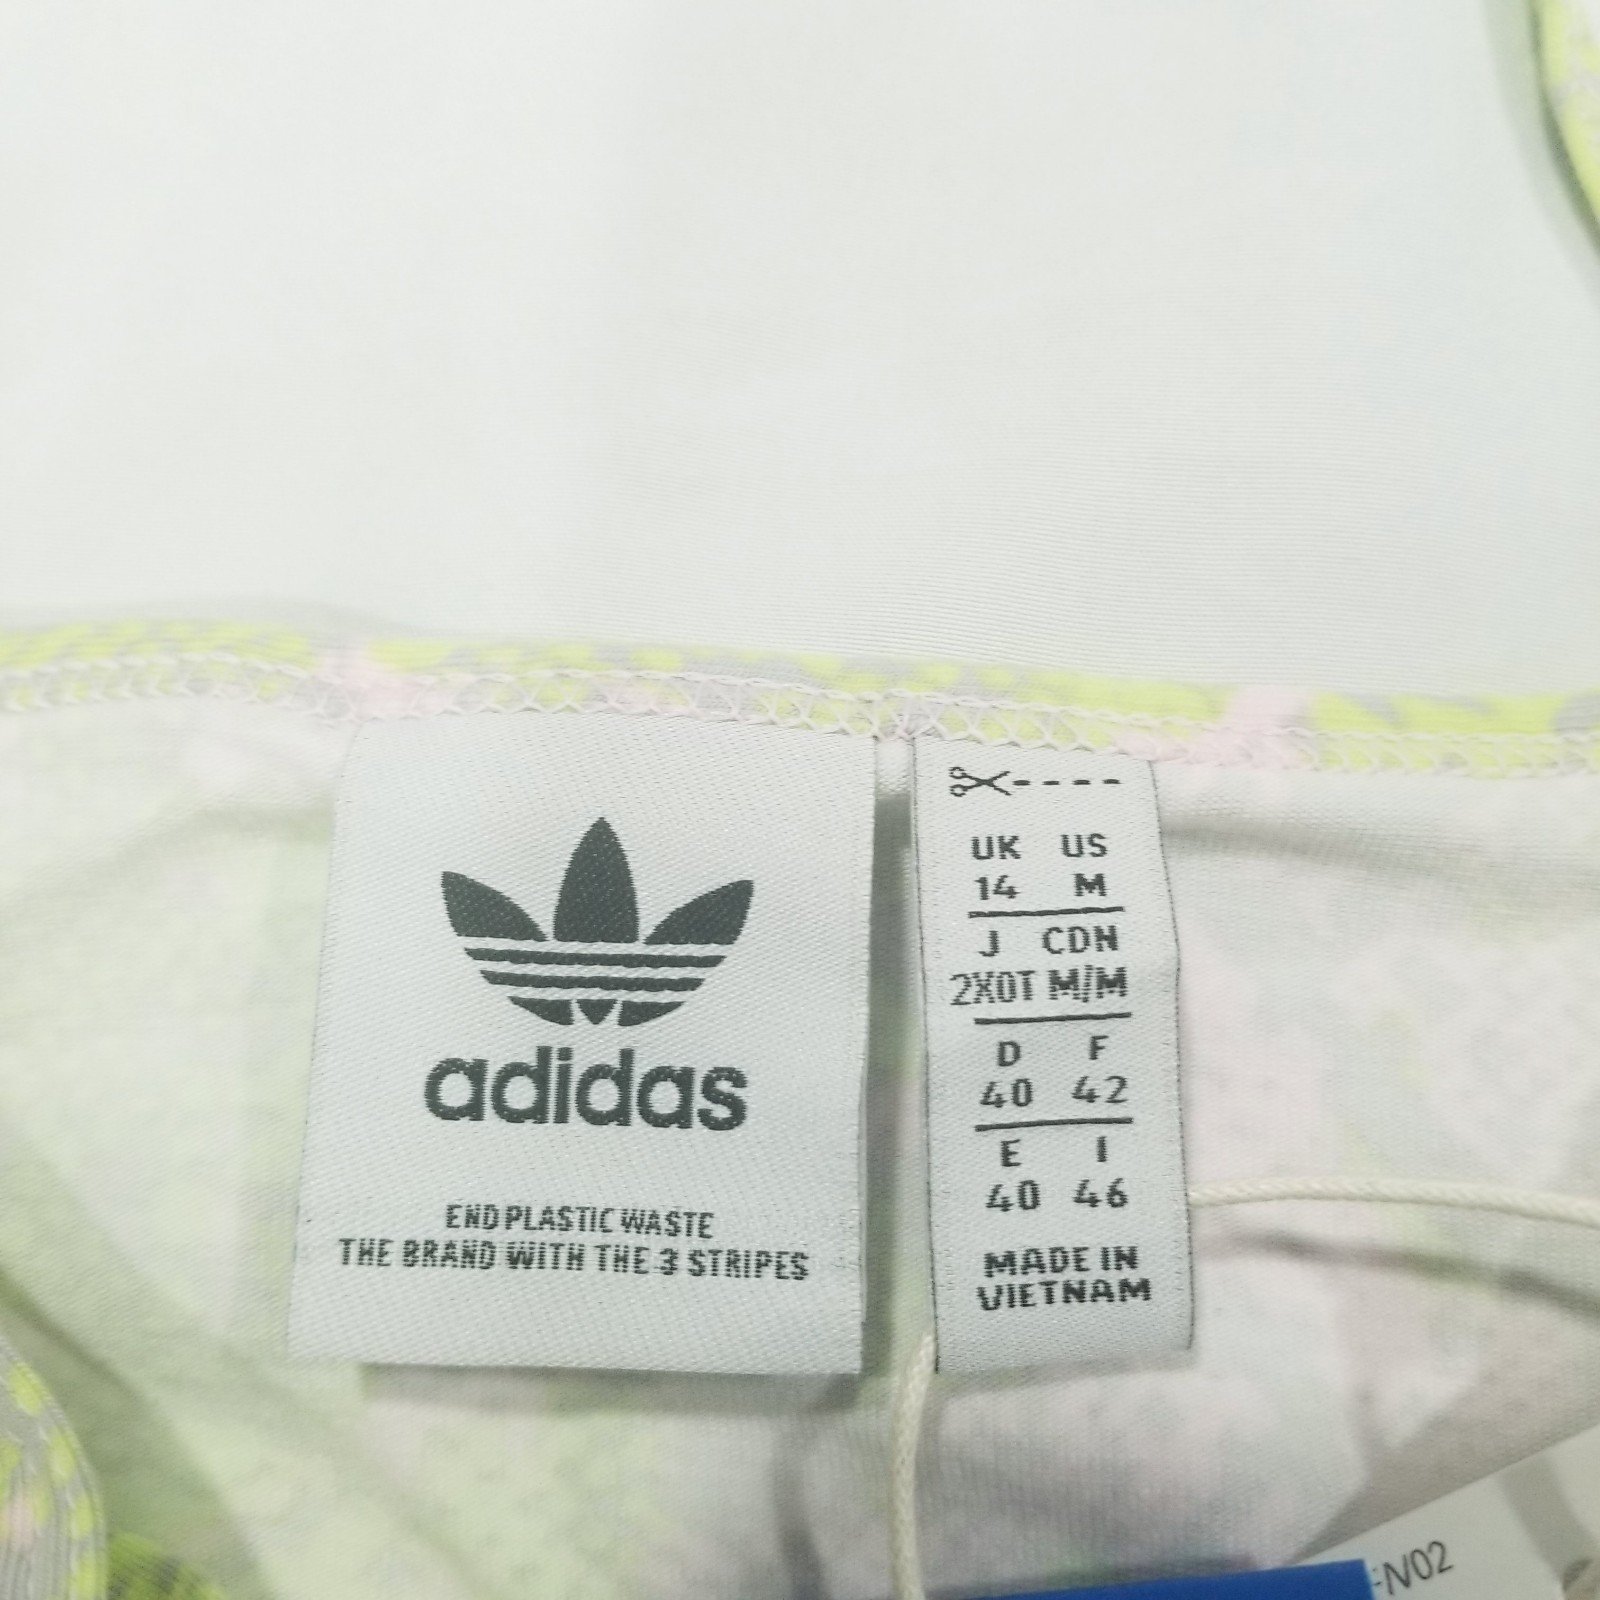 adidas
END PLASTIC WASTE
THE BRAND WITH THE 3 STRIPES
UK US
14 M
J CDN
2XOT M/M
D F
40 42
E I
40 46
MADE IN
VIETNAM
N02